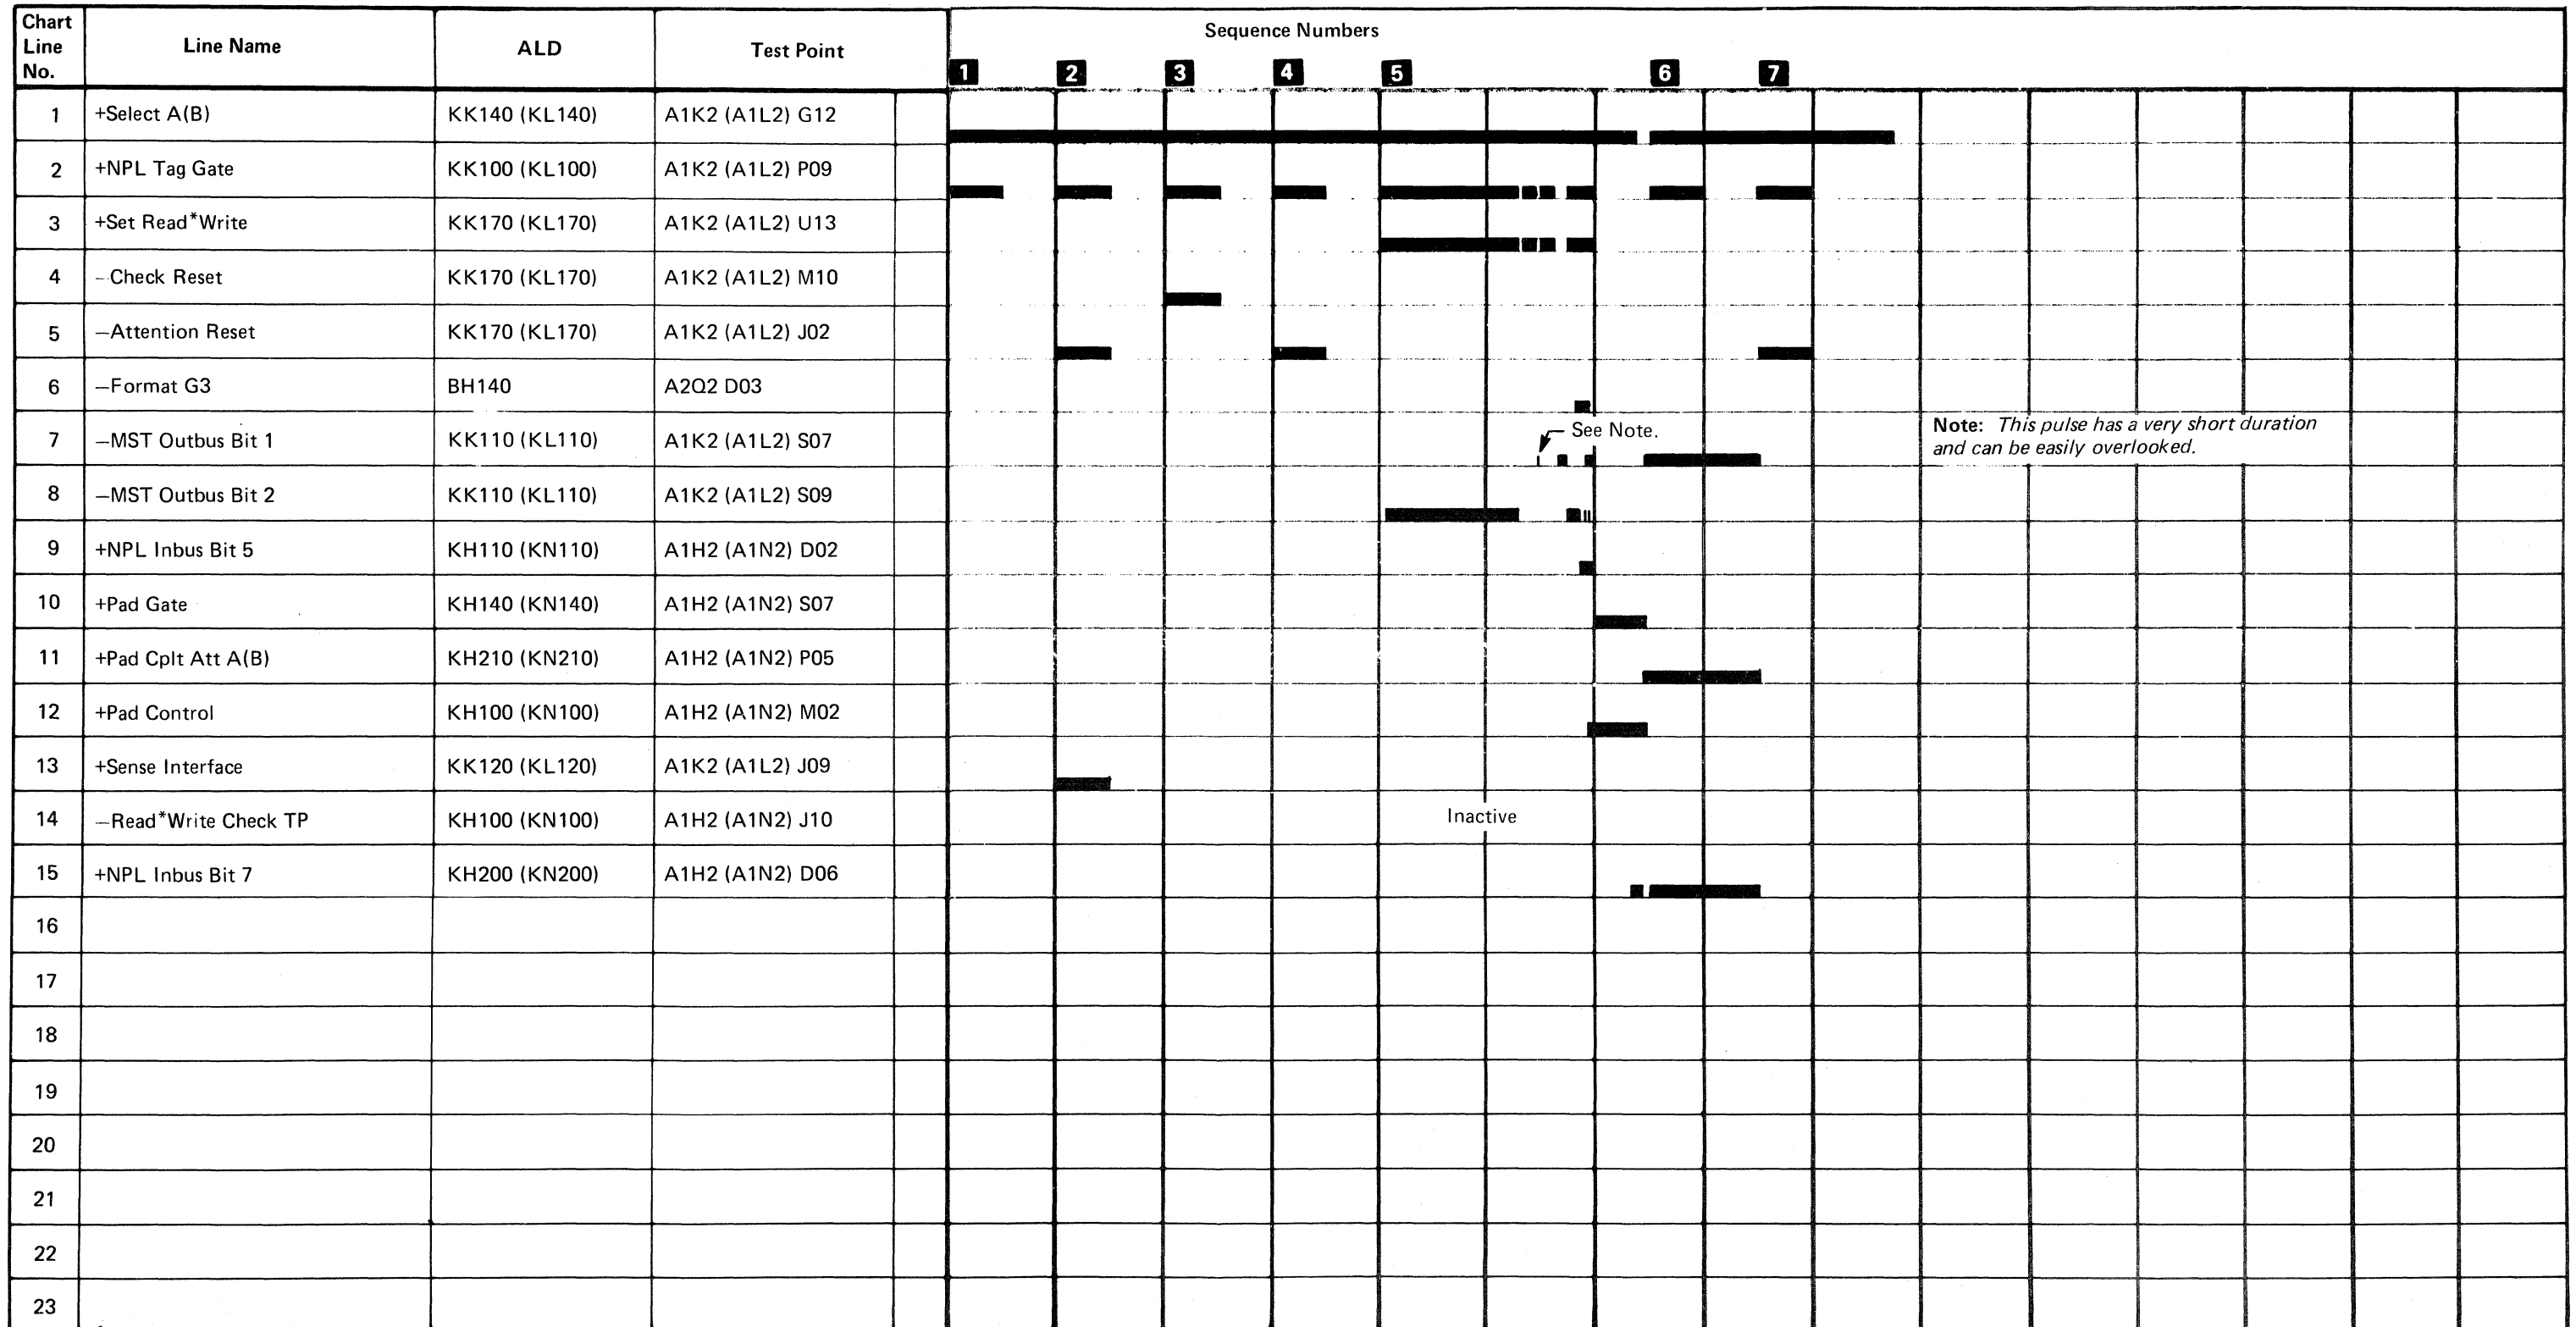 Chart Line No. Line Name ALD Test Point Sequence Numbers
1 2 3 4 5 6 7
1 +Select A(B) KK140 (KL140) A1K2 (A1L2) G12
2 +NPL Tag Gate KK100 (KL100) A1K2 (A1L2) P09
3 +Set Read*Write KK170 (KL170) A1K2 (A1L2) U13
4 –Check Reset KK170 (KL170) A1K2 (A1L2) M10
5 –Attention Reset KK170 (KL170) A1K2 (A1L2) J02
6 –Format G3 BH140 A2Q2 D03
7 –MST Outbus Bit 1 KK110 (KL110) A1K2 (A1L2) S07 See Note.
Note: This pulse has a very short duration
and can be easily overlooked.
8 –MST Outbus Bit 2 KK110 (KL110) A1K2 (A1L2) S09
9 +NPL Inbus Bit 5 KH110 (KN110) A1H2 (A1N2) D02
10 +Pad Gate KH140 (KN140) A1H2 (A1N2) S07
11 +Pad Cplt Att A(B) KH210 (KN210) A1H2 (A1N2) P05
12 +Pad Control KH100 (KN100) A1H2 (A1N2) M02
13 +Sense Interface KK120 (KL120) A1K2 (A1L2) J09
14 –Read*Write Check TP KH100 (KN100) A1H2 (A1N2) J10 Inactive
15 +NPL Inbus Bit 7 KH200 (KN200) A1H2 (A1N2) D06
16
17
18
19
20
21
22
23